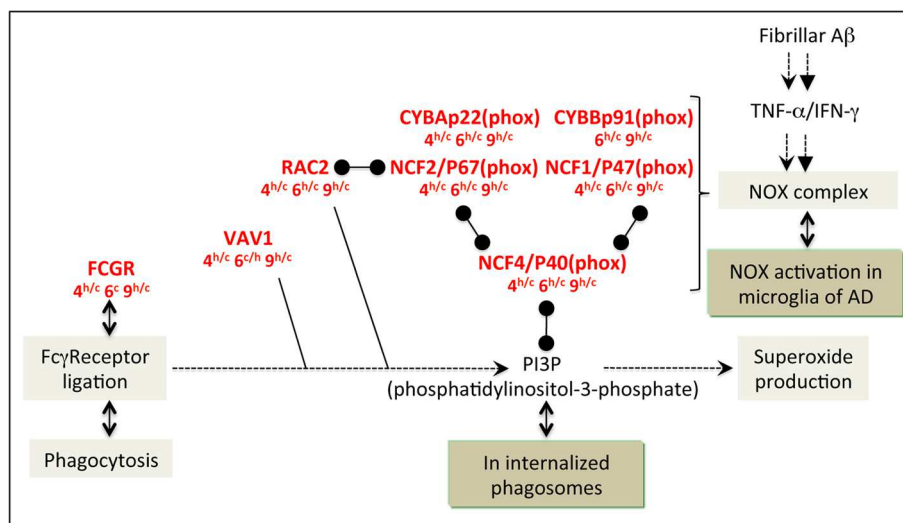 Fibrillar Aβ
TNF-α/IFN-γ
NOX complex
NOX activation in
microglia of AD
CYBAp22(phox)
4h/c 6h/c 9h/c
CYBBp91(phox)
6h/c 9h/c
RAC2
4h/c 6h/c 9h/c
NCF2/P67(phox)
4h/c 6h/c 9h/c
NCF1/P47(phox)
4h/c 6h/c 9h/c
VAV1
4h/c 6c/h 9h/c
NCF4/P40(phox)
4h/c 6h/c 9h/c
FCGR
4h/c 6c 9h/c
FcγReceptor
ligation
Phagocytosis
PI3P
(phosphatidylinositol-3-phosphate)
Superoxide
production
In internalized
phagosomes